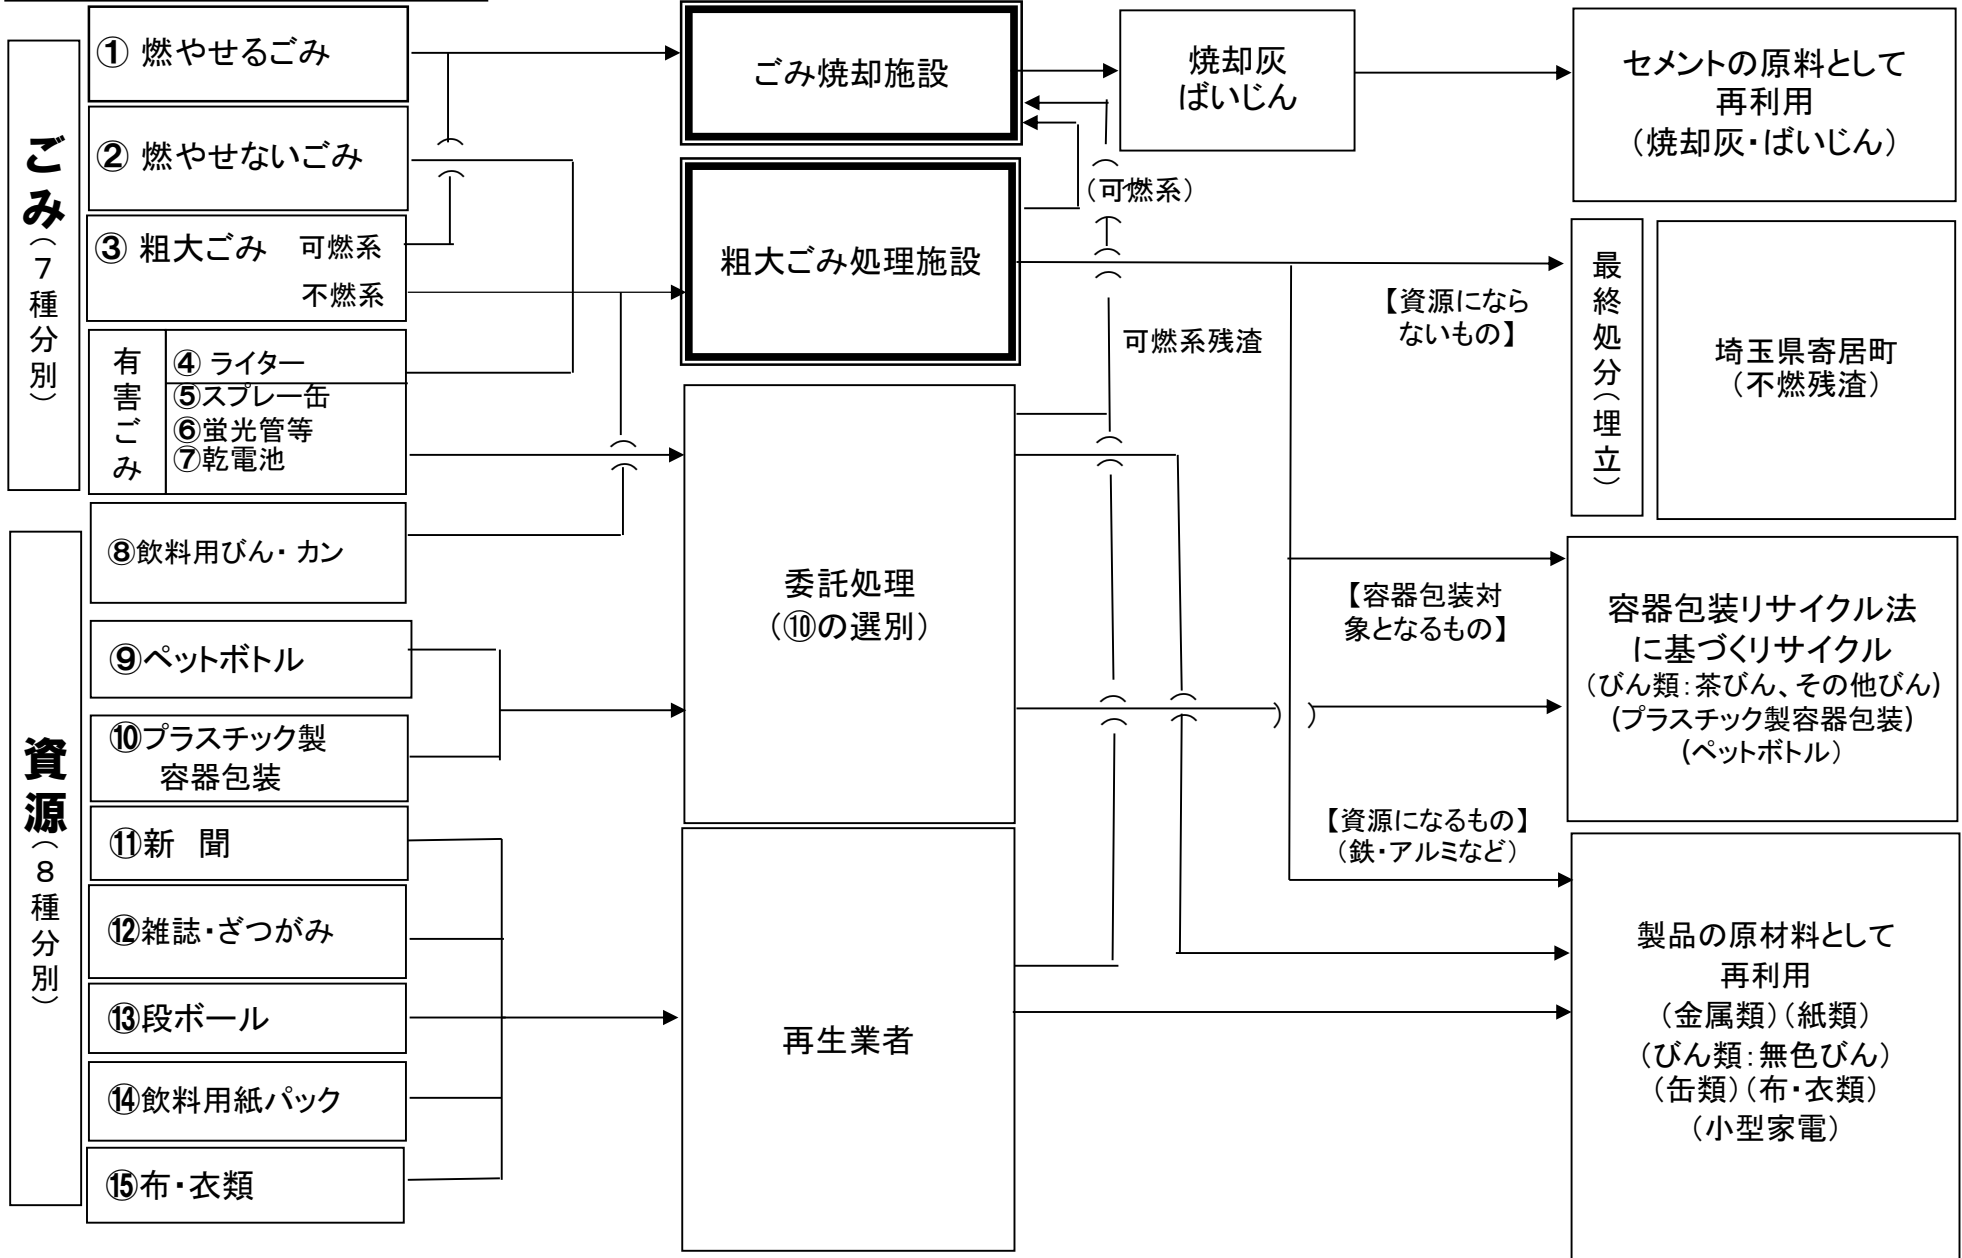 ごみ（７種分別）
① 燃やせるごみ
② 燃やせないごみ
③ 粗大ごみ　可燃系
不燃系
有害ごみ
④ ライター
⑤スプレー缶
⑥蛍光管等
⑦乾電池
資源（８種分別）
⑧飲料用びん・カン
⑨ペットボトル
⑩プラスチック製
容器包装
⑪新　聞
⑫雑誌・ざつがみ
⑬段ボール
⑭飲料用紙パック
⑮布・衣類
ごみ焼却施設
粗大ごみ処理施設
委託処理
（⑩の選別）
再生業者
焼却灰
ばいじん
（可燃系）
可燃系残渣
【資源になら
ないもの】
【容器包装対
象となるもの】
【資源になるもの】
（鉄・アルミなど）
セメントの原料として
再利用
（焼却灰・ばいじん）
最終処分（埋立）
埼玉県寄居町
（不燃残渣）
容器包装リサイクル法
に基づくリサイクル
（びん類：茶びん、その他びん)
(プラスチック製容器包装)
(ペットボトル）
製品の原材料として
再利用
（金属類）（紙類）
（びん類：無色びん）
（缶類）（布・衣類）
（小型家電）